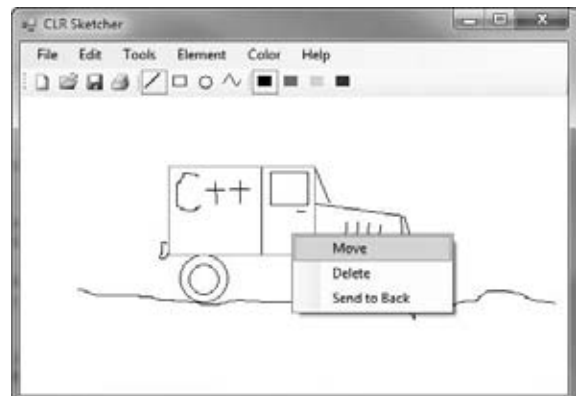 CLR Sketcher
File Edit Tools Element Color Help
C++
Move
Delete
Send to Back